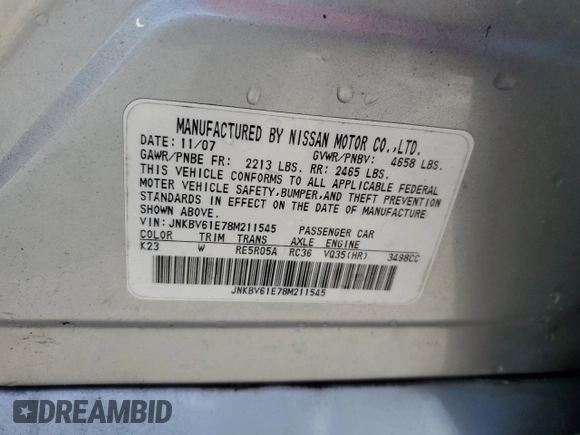 MANUFACTURED BY NISSAN MOTOR CO.,LTD.
DATE: 11/07 GVWR/PNBV: 4658 LBS.
GAWR/PNBE FR: 2213 LBS. RR: 2465 LBS.
THIS VEHICLE CONFORMS TO ALL APPLICABLE FEDERAL
MOTER VEHICLE SAFETY,BUMPER,AND THEFT PREVENTION
STANDARDS IN EFFECT ON THE DATE OF MANUFACTURE
SHOWN ABOVE.
VIN: JNKBV61E78M211545 PASSENGER CAR
COLOR TRIM TRANS AXLE ENGINE
K23 W RE5R05A RC36 VQ35(HR) 3498CC
JNKBV61E78M211545
DREAMBID